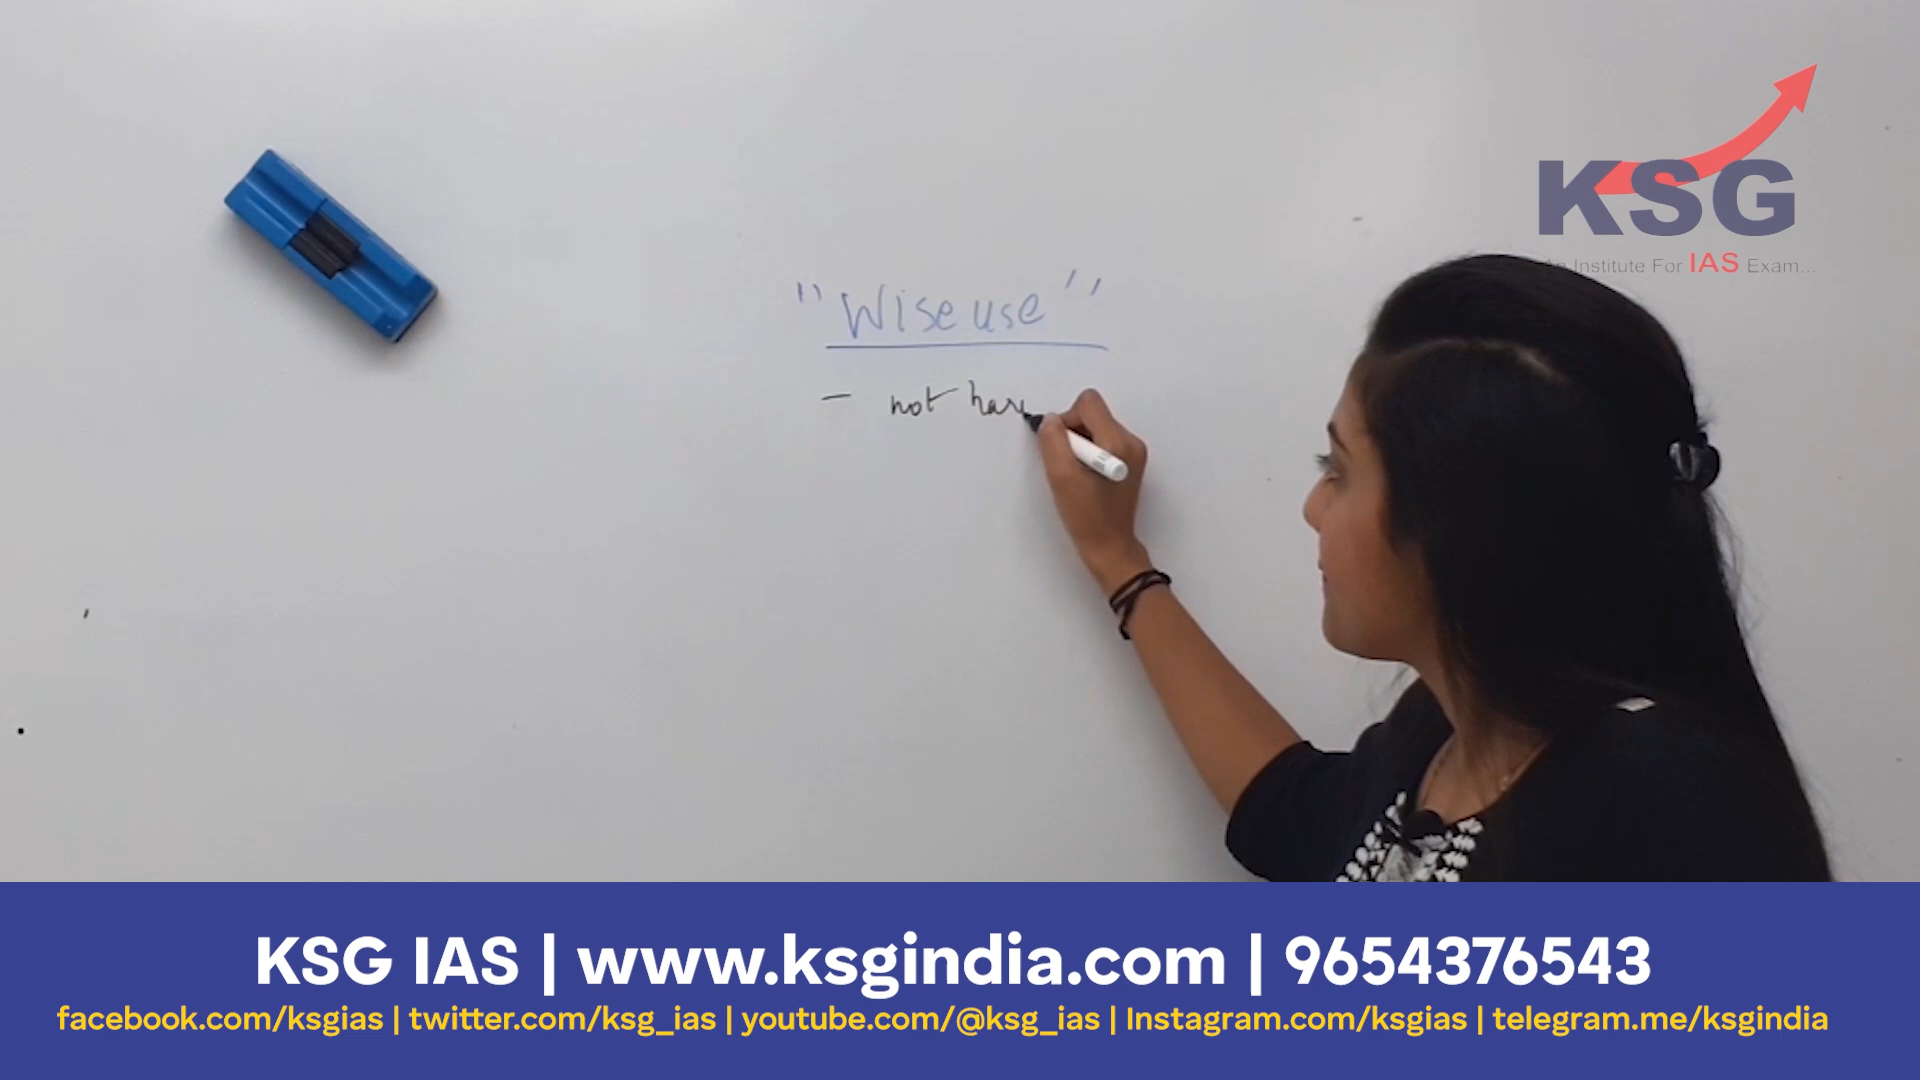 KSG
An Institute For IAS Exam...
"Wise use"
- not har
KSG IAS | www.ksgindia.com | 9654376543
facebook.com/ksgias | twitter.com/ksg_ias | youtube.com/@ksg_ias | Instagram.com/ksgias | telegram.me/ksgindia